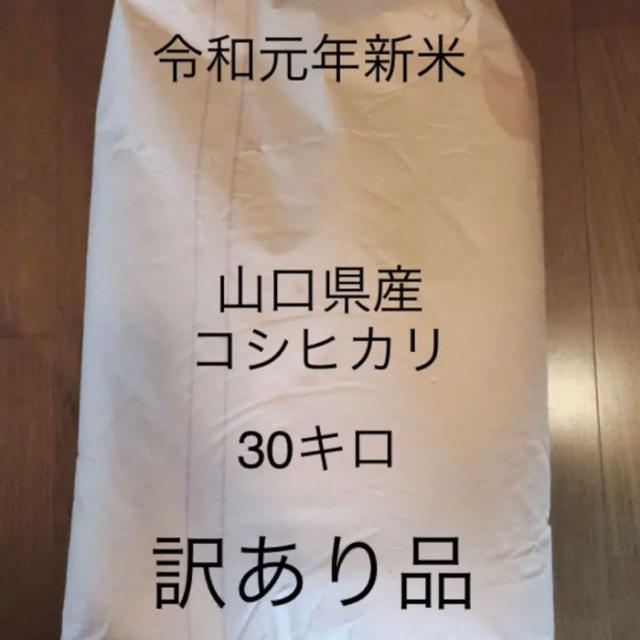 令和元年新米
山口県産
コシヒカリ
30キロ
訳あり品